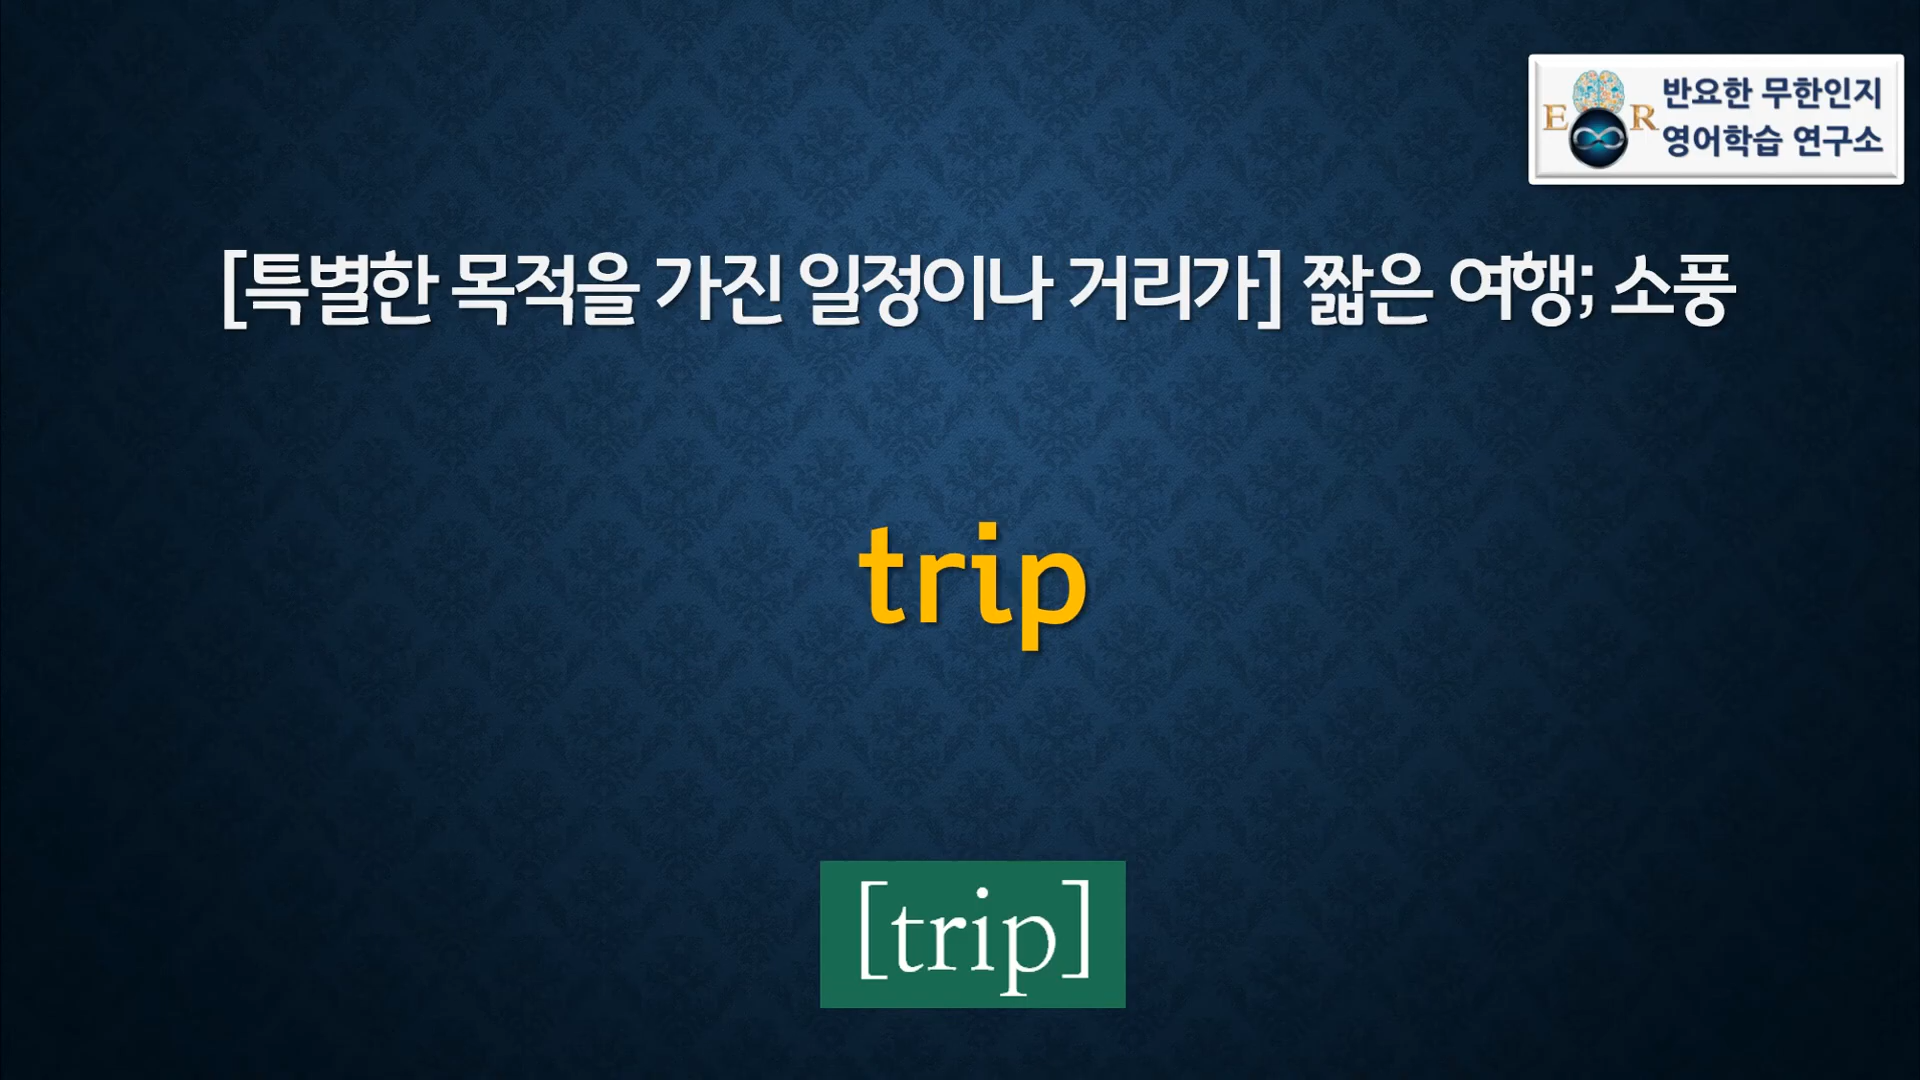 E R 반요한 무한인지
영어학습 연구소
[특별한 목적을 가진 일정이나 거리가] 짧은 여행; 소풍
trip
[trip]